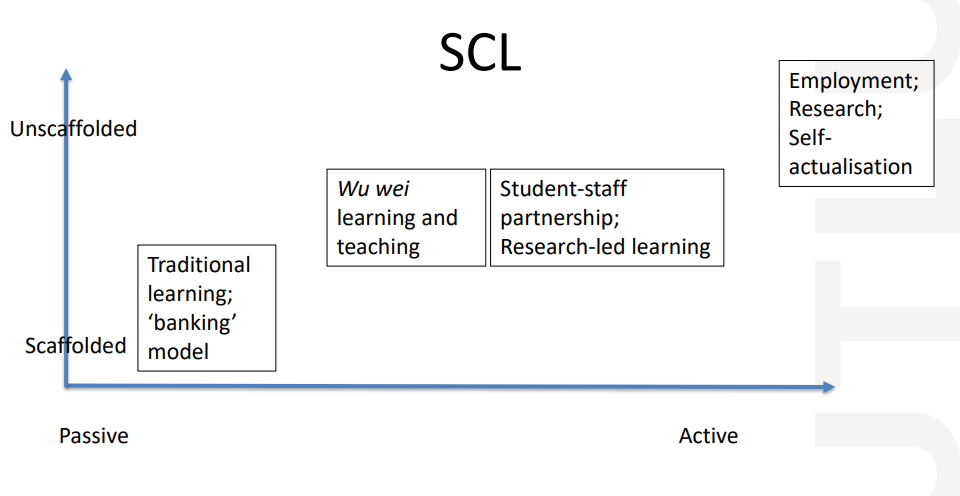 SCL
Unscaffolded
Employment;
Research;
Self-
actualisation
Wu wei
learning and
teaching
Student-staff
partnership;
Research-led learning
Traditional
learning;
‘banking’
model
Scaffolded
Passive
Active